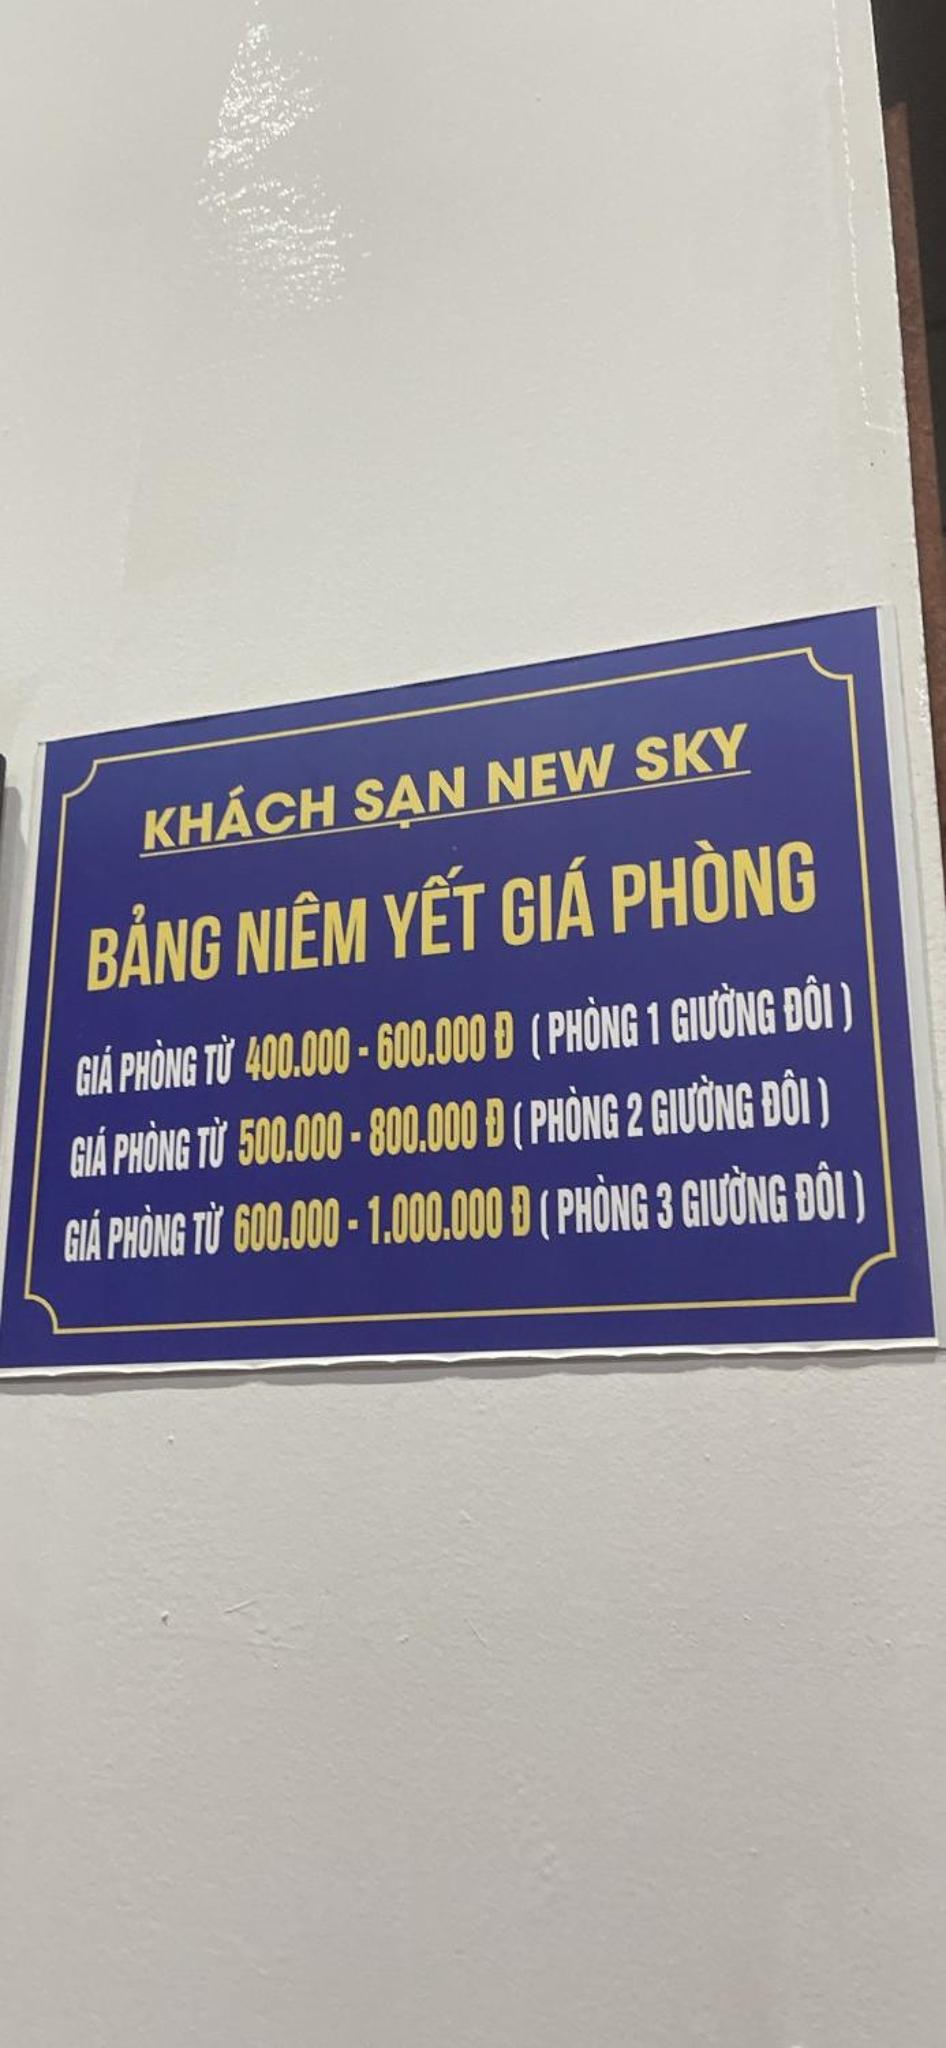 KHÁCH SẠN NEW SKY
BẢNG NIÊM YẾT GIÁ PHÒNG
GIÁ PHÒNG TỪ 400.000 - 600.000 Đ ( PHÒNG 1 GIƯỜNG ĐÔI )
GIÁ PHÒNG TỪ 500.000 - 800.000 Đ ( PHÒNG 2 GIƯỜNG ĐÔI )
GIÁ PHÒNG TỪ 600.000 - 1.000.000 Đ ( PHÒNG 3 GIƯỜNG ĐÔI )